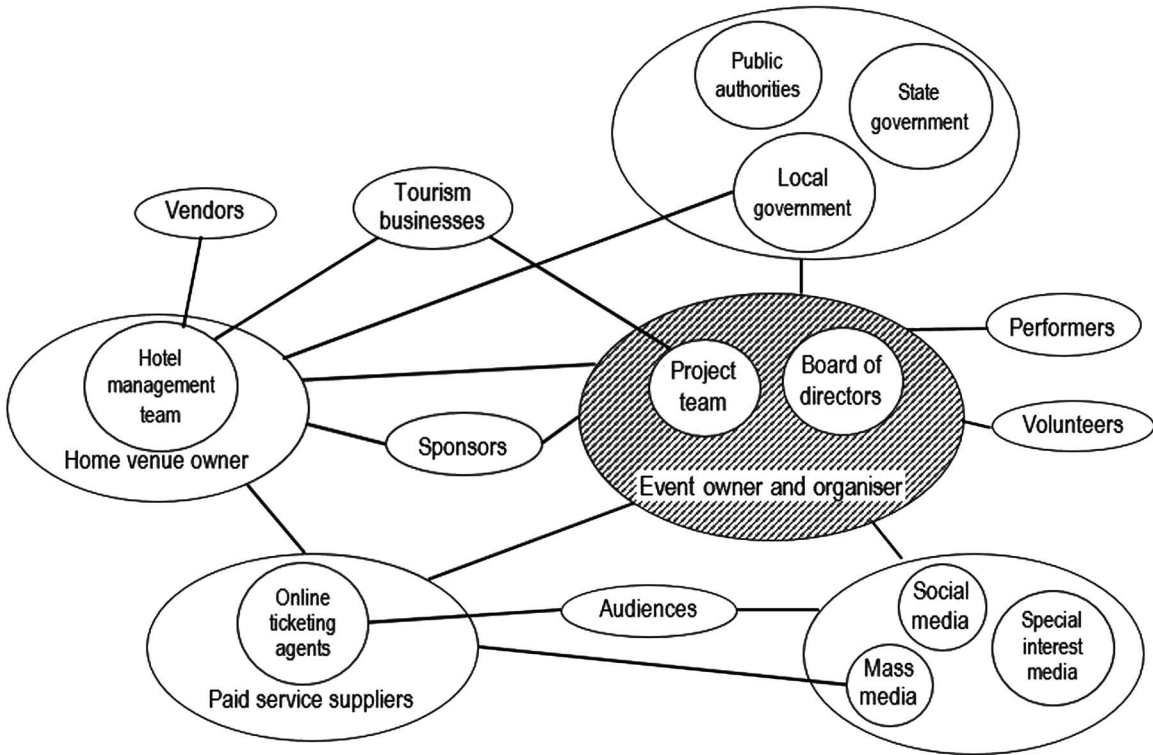 Public
authorities
State
government
Local
government
Vendors
Tourism
businesses
Performers
Hotel
management
team
Home venue owner
Project
team
Board of
directors
Event owner and organiser
Sponsors
Volunteers
Online
ticketing
agents
Paid service suppliers
Audiences
Social
media
Special
interest
media
Mass
media